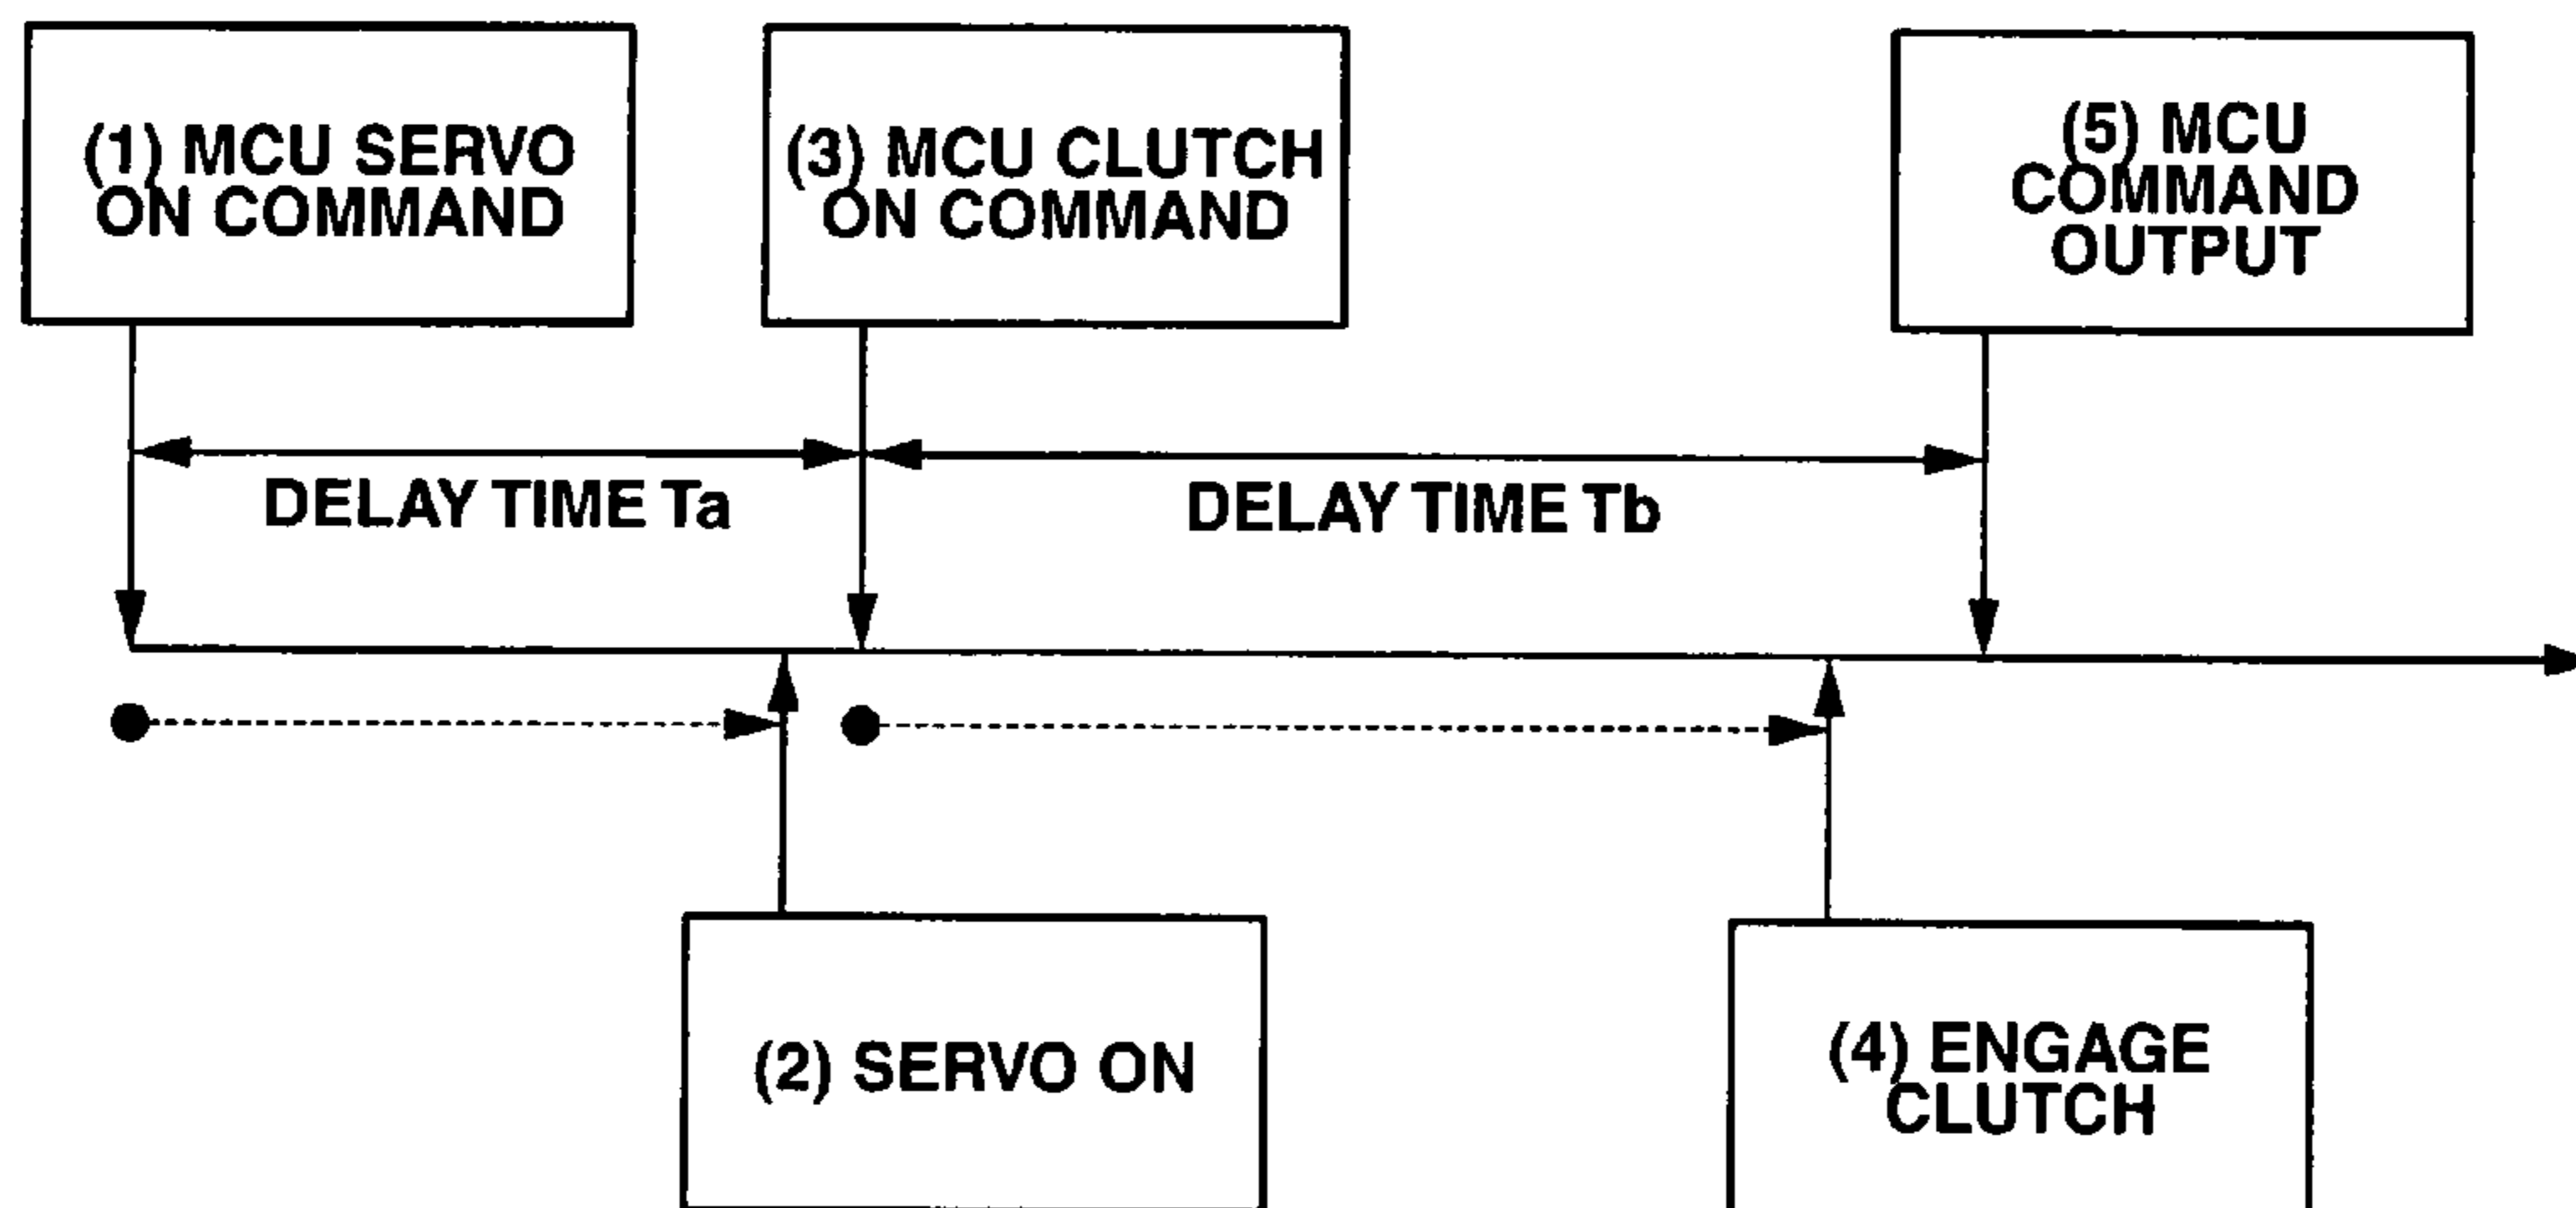 (1) MCU SERVO
ON COMMAND
(3) MCU CLUTCH
ON COMMAND
(5) MCU
COMMAND
OUTPUT
DELAY TIME Ta
DELAY TIME Tb
(2) SERVO ON
(4) ENGAGE
CLUTCH